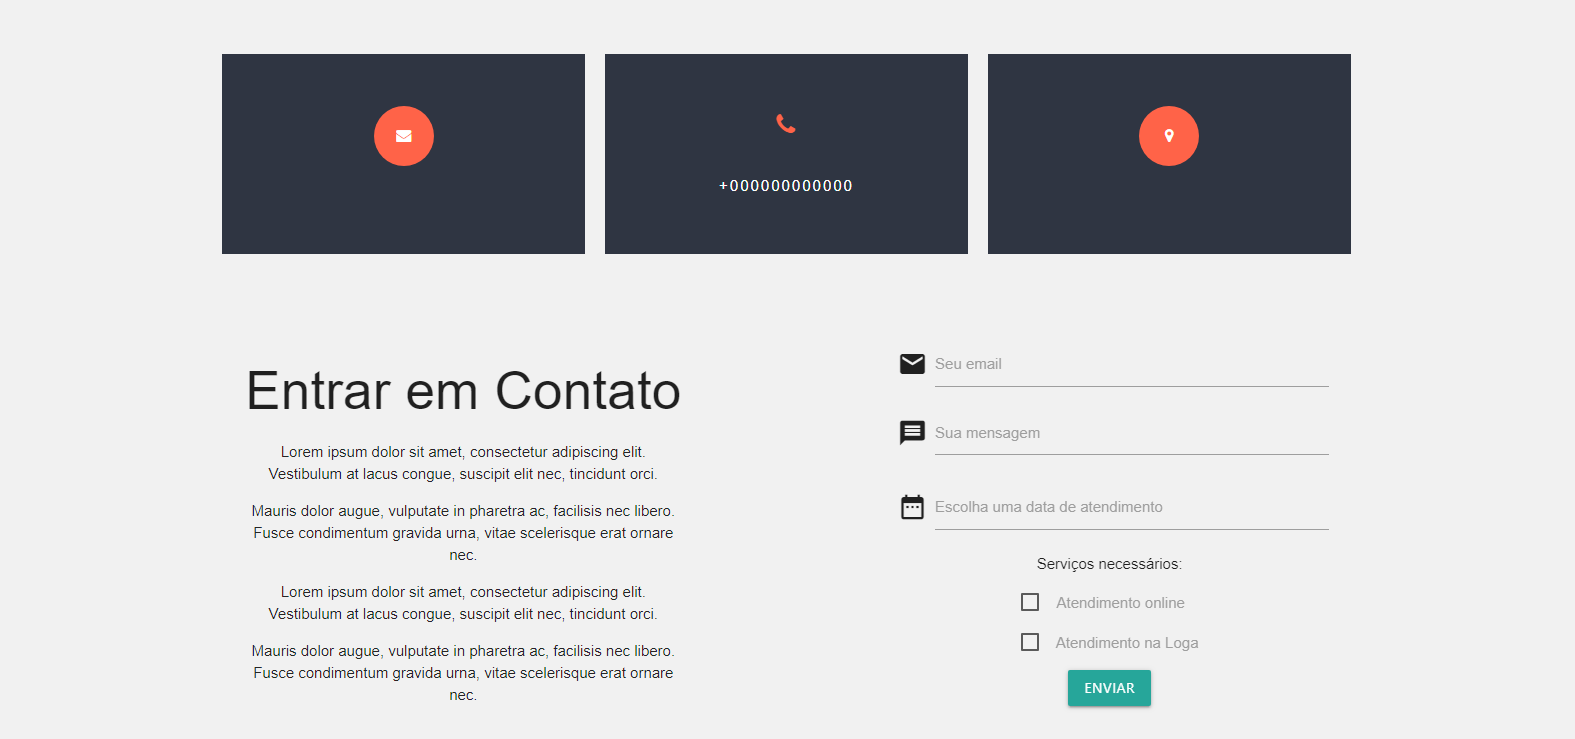 +000000000000
Entrar em Contato
Lorem ipsum dolor sit amet, consectetur adipiscing elit.
Vestibulum at lacus congue, suscipit elit nec, tincidunt orci.
Mauris dolor augue, vulputate in pharetra ac, facilisis nec libero.
Fusce condimentum gravida urna, vitae scelerisque erat ornare
nec.
Lorem ipsum dolor sit amet, consectetur adipiscing elit.
Vestibulum at lacus congue, suscipit elit nec, tincidunt orci.
Mauris dolor augue, vulputate in pharetra ac, facilisis nec libero.
Fusce condimentum gravida urna, vitae scelerisque erat ornare
nec.
Seu email
Sua mensagem
Escolha uma data de atendimento
Serviços necessários:
Atendimento online
Atendimento na Loga
ENVIAR